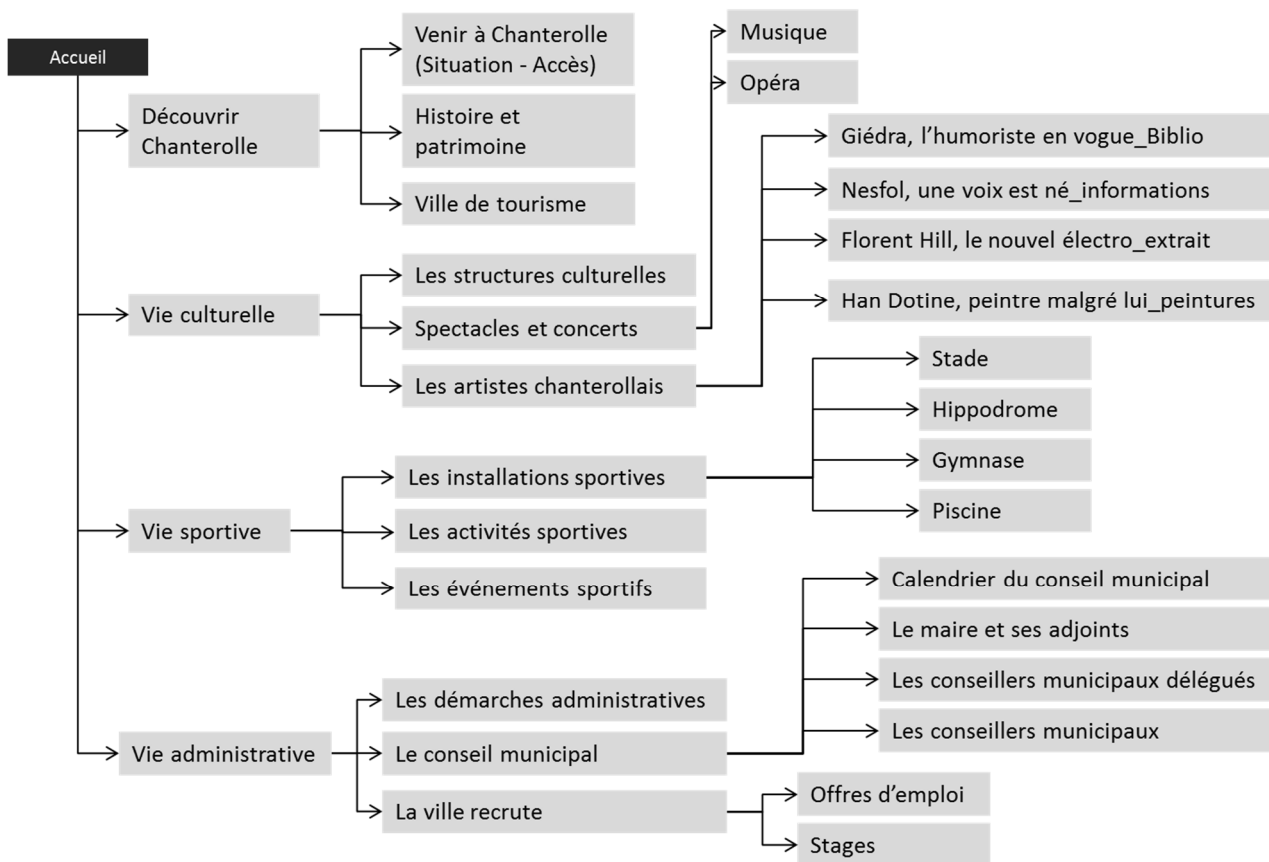 Accueil
Découvrir
Chanterolle
Venir à Chanterolle
(Situation - Accès)
Histoire et
patrimoine
Ville de tourisme
Vie culturelle
Les structures culturelles
Spectacles et concerts
Musique
Opéra
Les artistes chanterollais
Giédra, l’humoriste en vogue_Biblio
Nesfol, une voix est né_informations
Florent Hill, le nouvel électro_extrait
Han Dotine, peintre malgré lui_peintures
Vie sportive
Les installations sportives
Stade
Hippodrome
Gymnase
Piscine
Les activités sportives
Les événements sportifs
Vie administrative
Les démarches administratives
Le conseil municipal
Calendrier du conseil municipal
Le maire et ses adjoints
Les conseillers municipaux délégués
Les conseillers municipaux
La ville recrute
Offres d’emploi
Stages